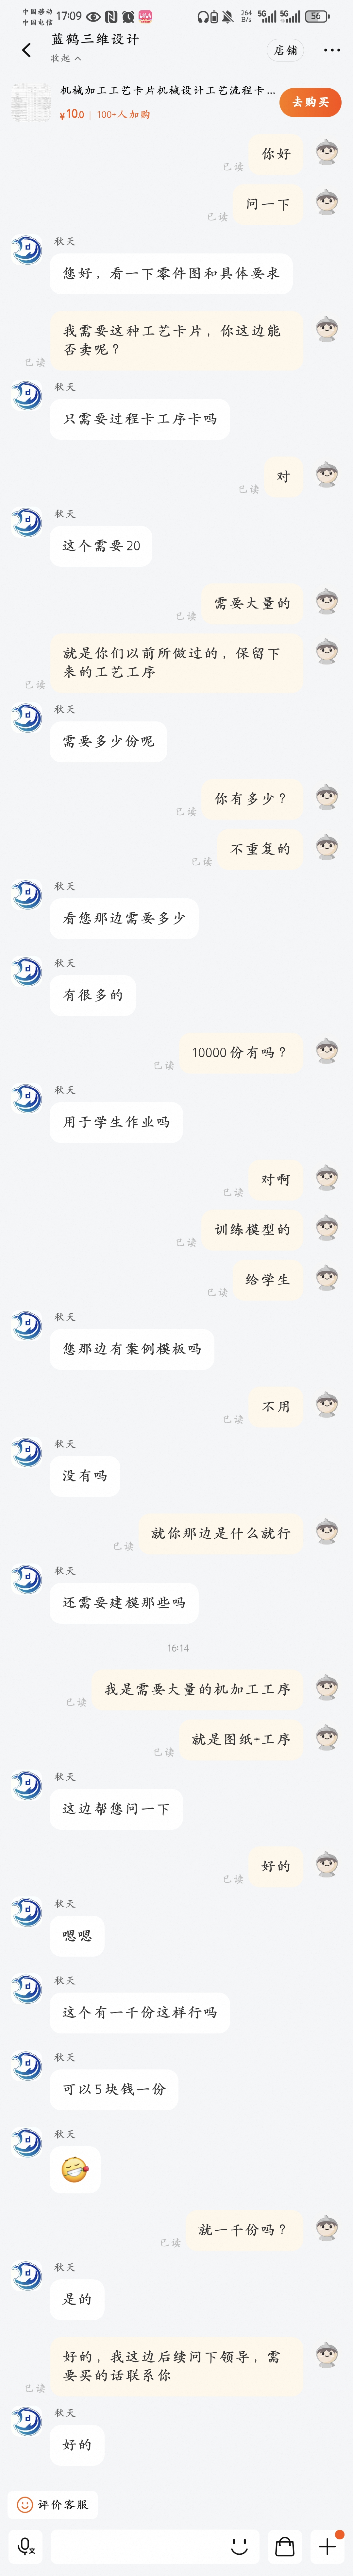 中国移动
中国电信
17:09
264
B/s
5G
5G
56
蓝鹤三维设计
收起
店铺
机械加工工艺卡片机械设计工艺流程卡...
¥10.0
100+人加购
去购买
你好
已读
问一下
已读
秋天
您好，看一下零件图和具体要求
我需要这种工艺卡片，你这边能
否卖呢？
已读
秋天
只需要过程卡工序卡吗
对
已读
秋天
这个需要20
需要大量的
已读
就是你们以前所做过的，保留下
来的工艺工序
已读
秋天
需要多少份呢
你有多少？
已读
不重复的
已读
秋天
看您那边需要多少
秋天
有很多的
10000份有吗？
已读
秋天
用于学生作业吗
对啊
已读
训练模型的
已读
给学生
已读
秋天
您那边有案例模板吗
不用
已读
秋天
没有吗
就你那边是什么就行
已读
秋天
还需要建模那些吗
16:14
我是需要大量的机加工工序
已读
就是图纸+工序
已读
秋天
这边帮您问一下
好的
已读
秋天
嗯嗯
秋天
这个有一千份这样行吗
秋天
可以5块钱一份
秋天
就一千份吗？
已读
秋天
是的
好的，我这边后续问下领导，需
要买的话联系你
已读
秋天
好的
评价客服